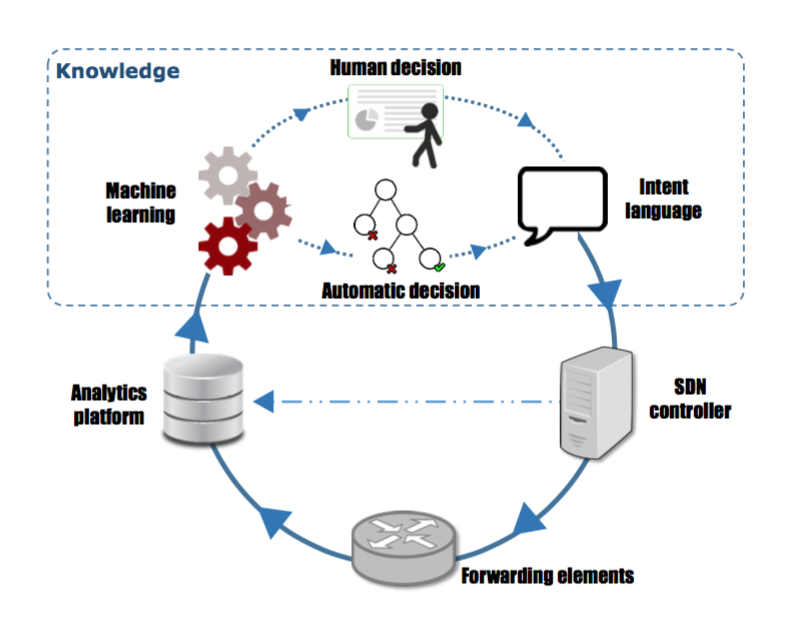 Knowledge
Human decision
Machine
learning
Intent
language
Automatic decision
Analytics
platform
SDN
controller
Forwarding elements